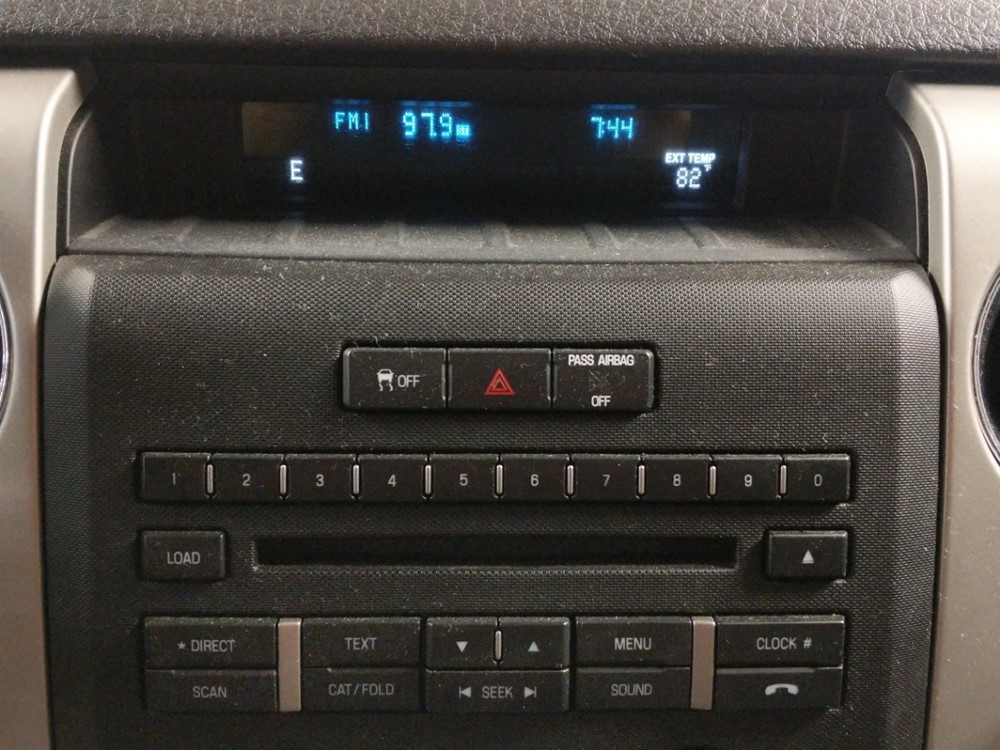 FM1 97.9 ST 7:44
E EXT TEMP
82°F
OFF PASS AIRBAG
OFF
1 2 3 4 5 6 7 8 9 0
LOAD
* DIRECT TEXT MENU CLOCK #
SCAN CAT/FOLD SEEK SOUND